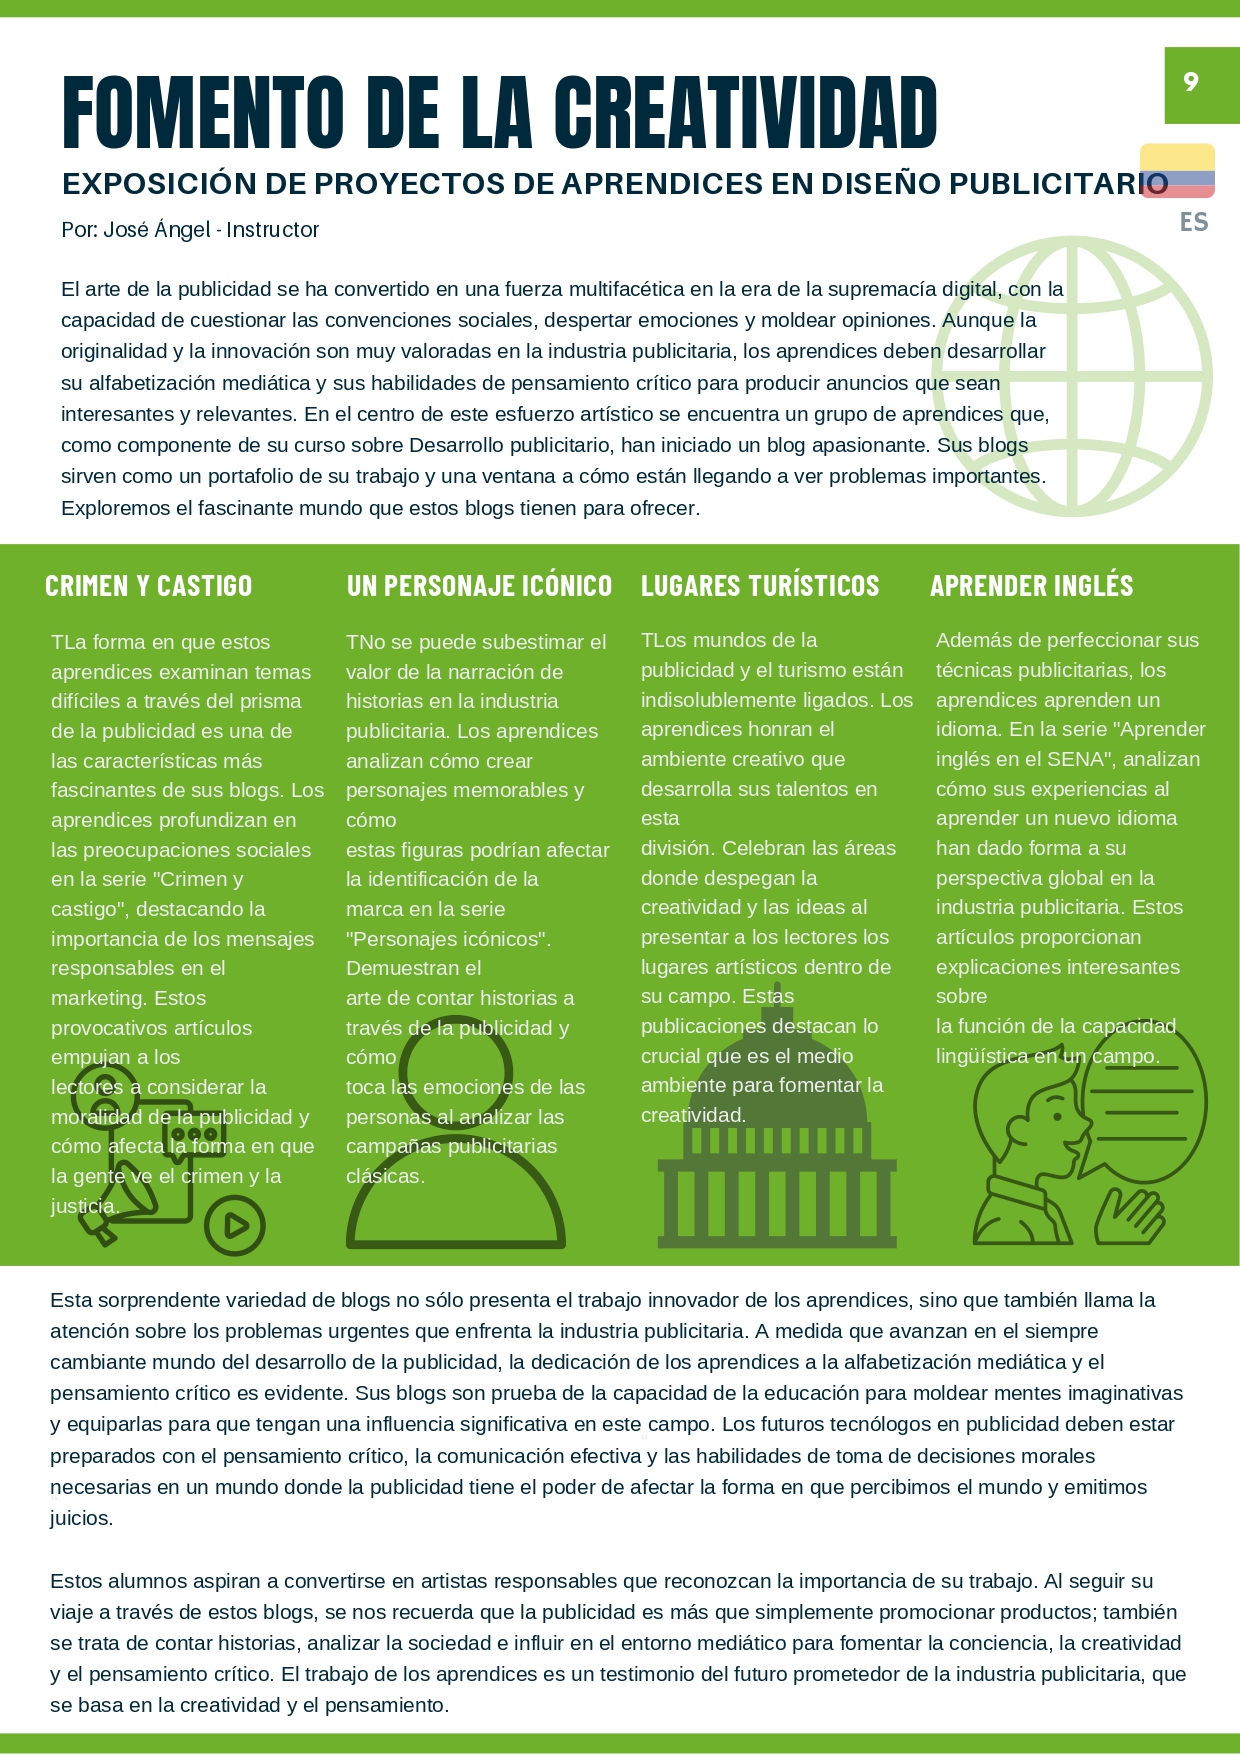 9
FOMENTO DE LA CREATIVIDAD
EXPOSICIÓN DE PROYECTOS DE APRENDICES EN DISEÑO PUBLICITARIO
ES
Por: José Ángel - Instructor
El arte de la publicidad se ha convertido en una fuerza multifacética en la era de la supremacía digital, con la
capacidad de cuestionar las convenciones sociales, despertar emociones y moldear opiniones. Aunque la
originalidad y la innovación son muy valoradas en la industria publicitaria, los aprendices deben desarrollar
su alfabetización mediática y sus habilidades de pensamiento crítico para producir anuncios que sean
interesantes y relevantes. En el centro de este esfuerzo artístico se encuentra un grupo de aprendices que,
como componente de su curso sobre Desarrollo publicitario, han iniciado un blog apasionante. Sus blogs
sirven como un portafolio de su trabajo y una ventana a cómo están llegando a ver problemas importantes.
Exploremos el fascinante mundo que estos blogs tienen para ofrecer.
CRIMEN Y CASTIGO
TLa forma en que estos
aprendices examinan temas
difíciles a través del prisma
de la publicidad es una de
las características más
fascinantes de sus blogs. Los
aprendices profundizan en
las preocupaciones sociales
en la serie "Crimen y
castigo", destacando la
importancia de los mensajes
responsables en el
marketing. Estos
provocativos artículos
empujan a los
lectores a considerar la
moralidad de la publicidad y
cómo afecta la forma en que
la gente ve el crimen y la
justicia.
UN PERSONAJE ICÓNICO
TNo se puede subestimar el
valor de la narración de
historias en la industria
publicitaria. Los aprendices
analizan cómo crear
personajes memorables y
cómo
estas figuras podrían afectar
la identificación de la
marca en la serie
"Personajes icónicos".
Demuestran el
arte de contar historias a
través de la publicidad y
cómo
toca las emociones de las
personas al analizar las
campañas publicitarias
clásicas.
LUGARES TURÍSTICOS
TLos mundos de la
publicidad y el turismo están
indisolublemente ligados. Los
aprendices honran el
ambiente creativo que
desarrolla sus talentos en
esta
división. Celebran las áreas
donde despegan la
creatividad y las ideas al
presentar a los lectores los
lugares artísticos dentro de
su campo. Estas
publicaciones destacan lo
crucial que es el medio
ambiente para fomentar la
creatividad.
APRENDER INGLÉS
Además de perfeccionar sus
técnicas publicitarias, los
aprendices aprenden un
idioma. En la serie "Aprender
inglés en el SENA", analizan
cómo sus experiencias al
aprender un nuevo idioma
han dado forma a su
perspectiva global en la
industria publicitaria. Estos
artículos proporcionan
explicaciones interesantes
sobre
la función de la capacidad
lingüística en un campo.
Esta sorprendente variedad de blogs no sólo presenta el trabajo innovador de los aprendices, sino que también llama la
atención sobre los problemas urgentes que enfrenta la industria publicitaria. A medida que avanzan en el siempre
cambiante mundo del desarrollo de la publicidad, la dedicación de los aprendices a la alfabetización mediática y el
pensamiento crítico es evidente. Sus blogs son prueba de la capacidad de la educación para moldear mentes imaginativas
y equiparlas para que tengan una influencia significativa en este campo. Los futuros tecnólogos en publicidad deben estar
preparados con el pensamiento crítico, la comunicación efectiva y las habilidades de toma de decisiones morales
necesarias en un mundo donde la publicidad tiene el poder de afectar la forma en que percibimos el mundo y emitimos
juicios.
Estos alumnos aspiran a convertirse en artistas responsables que reconozcan la importancia de su trabajo. Al seguir su
viaje a través de estos blogs, se nos recuerda que la publicidad es más que simplemente promocionar productos; también
se trata de contar historias, analizar la sociedad e influir en el entorno mediático para fomentar la conciencia, la creatividad
y el pensamiento crítico. El trabajo de los aprendices es un testimonio del futuro prometedor de la industria publicitaria, que
se basa en la creatividad y el pensamiento.